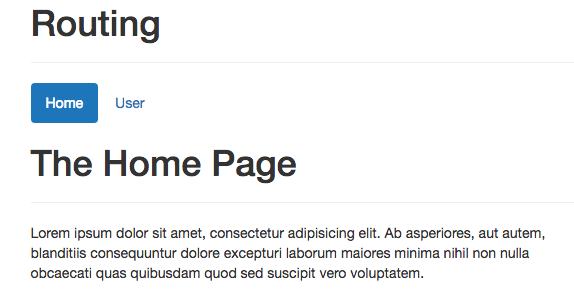 Routing
Home User
The Home Page
Lorem ipsum dolor sit amet, consectetur adipisicing elit. Ab asperiores, aut autem,
blanditiis consequuntur dolore excepturi laborum maiores minima nihil non nulla
obcaecati quas quibusdam quod sed suscipit vero voluptatem.